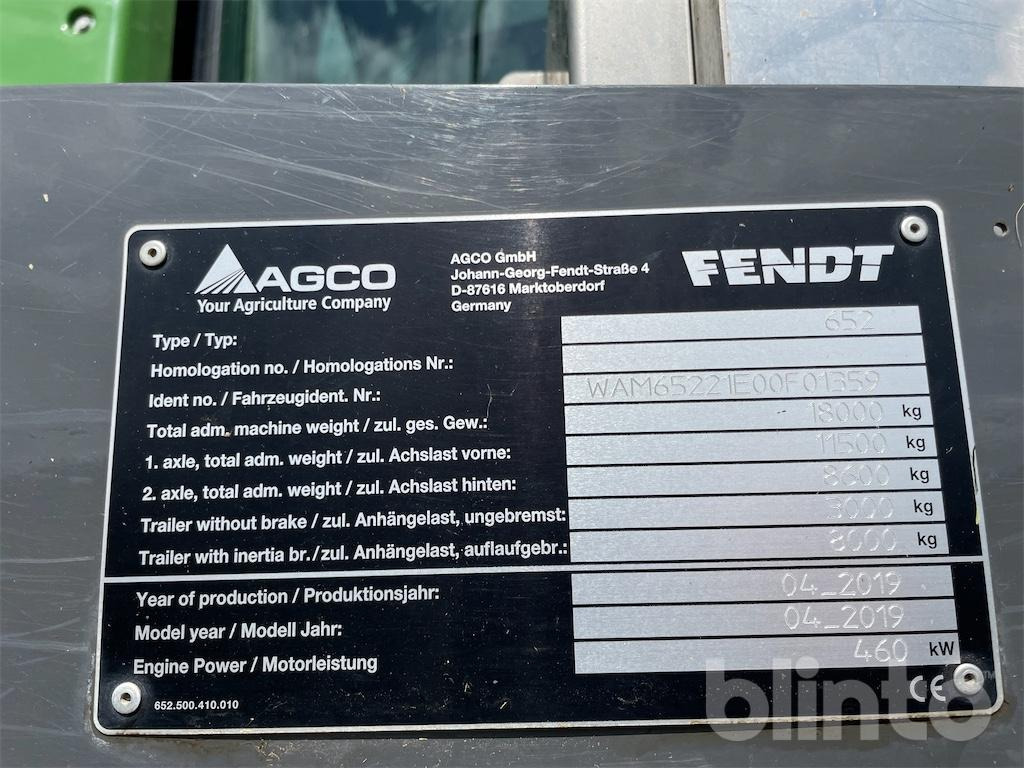 AGCO
Your Agriculture Company
AGCO GmbH
Johann-Georg-Fendt-Straße 4
D-87616 Marktoberdorf
Germany
FENDT
Type / Typ: 652
Homologation no. / Homologations Nr.:
Ident no. / Fahrzeugident. Nr.: WAM65221E00F01359
Total adm. machine weight / zul. ges. Gew.: 18000 kg
1. axle, total adm. weight / zul. Achslast vorne: 11500 kg
2. axle, total adm. weight / zul. Achslast hinten: 8600 kg
Trailer without brake / zul. Anhängelast, ungebremst: 3000 kg
Trailer with inertia br./zul. Anhängelast, auflaufgebr.: 8000 kg
Year of production / Produktionsjahr: 04_2019
Model year / Modell Jahr: 04_2019
Engine Power / Motorleistung 460 kW
652.500.410.010
CE
blinto™